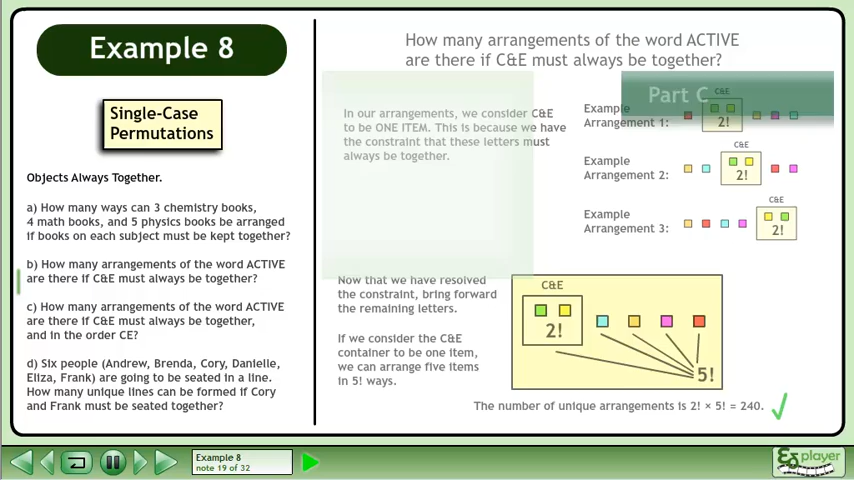 Example 8
Single-Case
Permutations
Objects Always Together.
a) How many ways can 3 chemistry books,
4 math books, and 5 physics books be arranged
if books on each subject must be kept together?
b) How many arrangements of the word ACTIVE
are there if C&E must always be together?
c) How many arrangements of the word ACTIVE
are there if C&E must always be together,
and in the order CE?
d) Six people (Andrew, Brenda, Cory, Danielle,
Eliza, Frank) are going to be seated in a line.
How many unique lines can be formed if Cory
and Frank must be seated together?
How many arrangements of the word ACTIVE
are there if C&E must always be together?
Part C
In our arrangements, we consider C&E
to be ONE ITEM. This is because we have
the constraint that these letters must
always be together.
Example
Arrangement 1:
C&E
2!
Example
Arrangement 2:
C&E
2!
Example
Arrangement 3:
C&E
2!
Now that we have resolved
the constraint, bring forward
the remaining letters.
If we consider the C&E
container to be one item,
we can arrange five items
in 5! ways.
C&E
2!
5!
The number of unique arrangements is 2! × 5! = 240.
Example 8
note 19 of 32
player